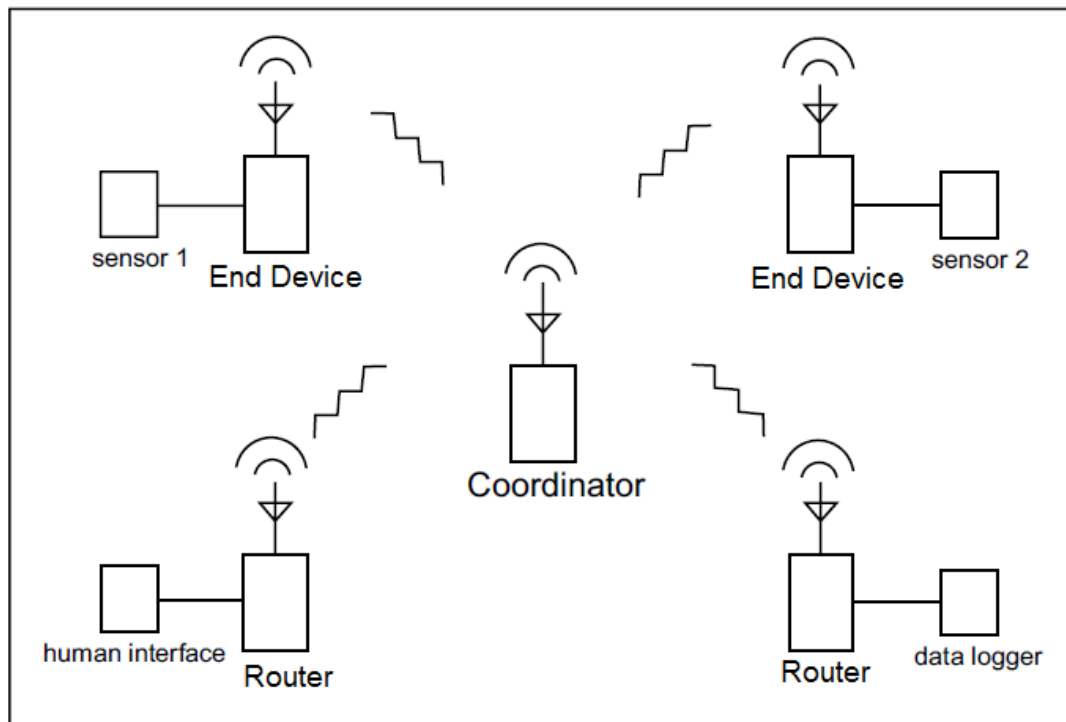 sensor 1
End Device
End Device
sensor 2
Coordinator
human interface
Router
Router
data logger